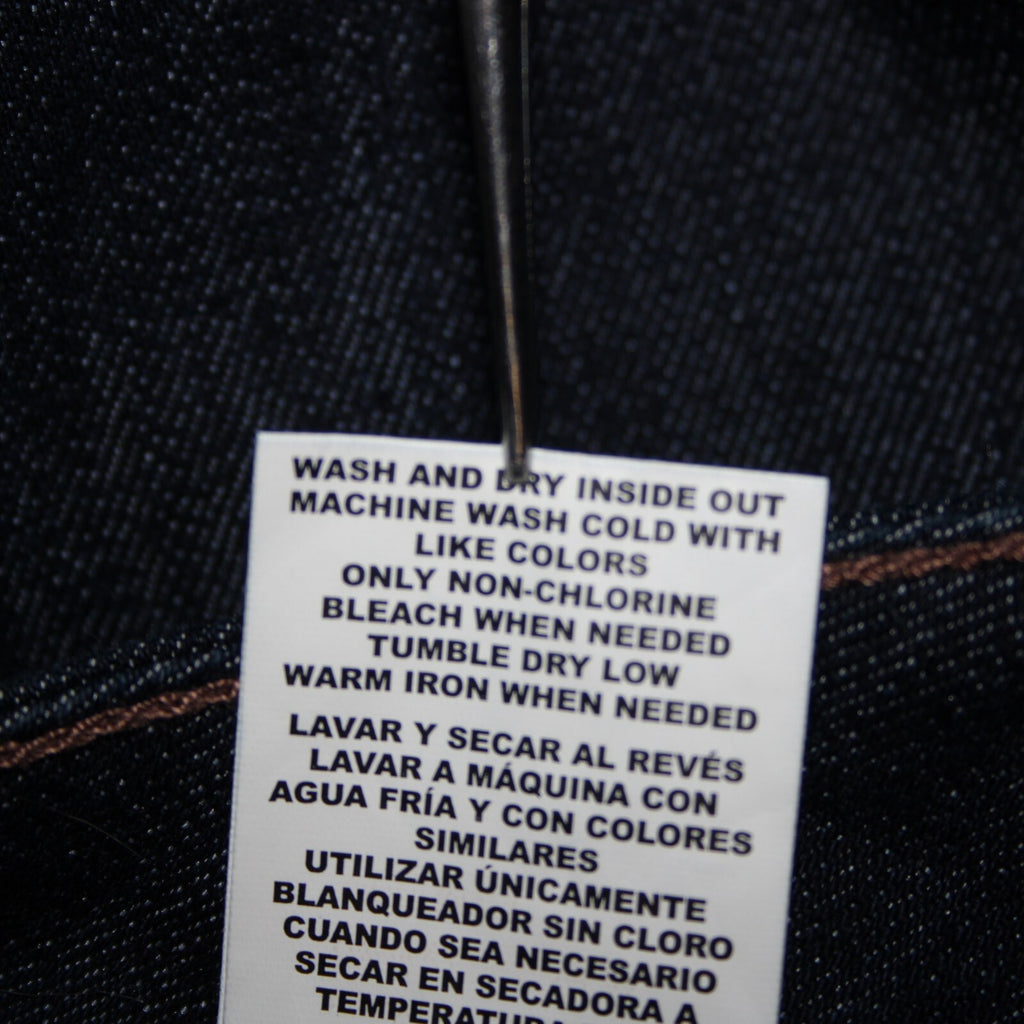 WASH AND DRY INSIDE OUT
MACHINE WASH COLD WITH
LIKE COLORS
ONLY NON-CHLORINE
BLEACH WHEN NEEDED
TUMBLE DRY LOW
WARM IRON WHEN NEEDED
LAVAR Y SECAR AL REVÉS
LAVAR A MÁQUINA CON
AGUA FRÍA Y CON COLORES
SIMILARES
UTILIZAR ÚNICAMENTE
BLANQUEADOR SIN CLORO
CUANDO SEA NECESARIO
SECAR EN SECADORA A
TEMPERATURA